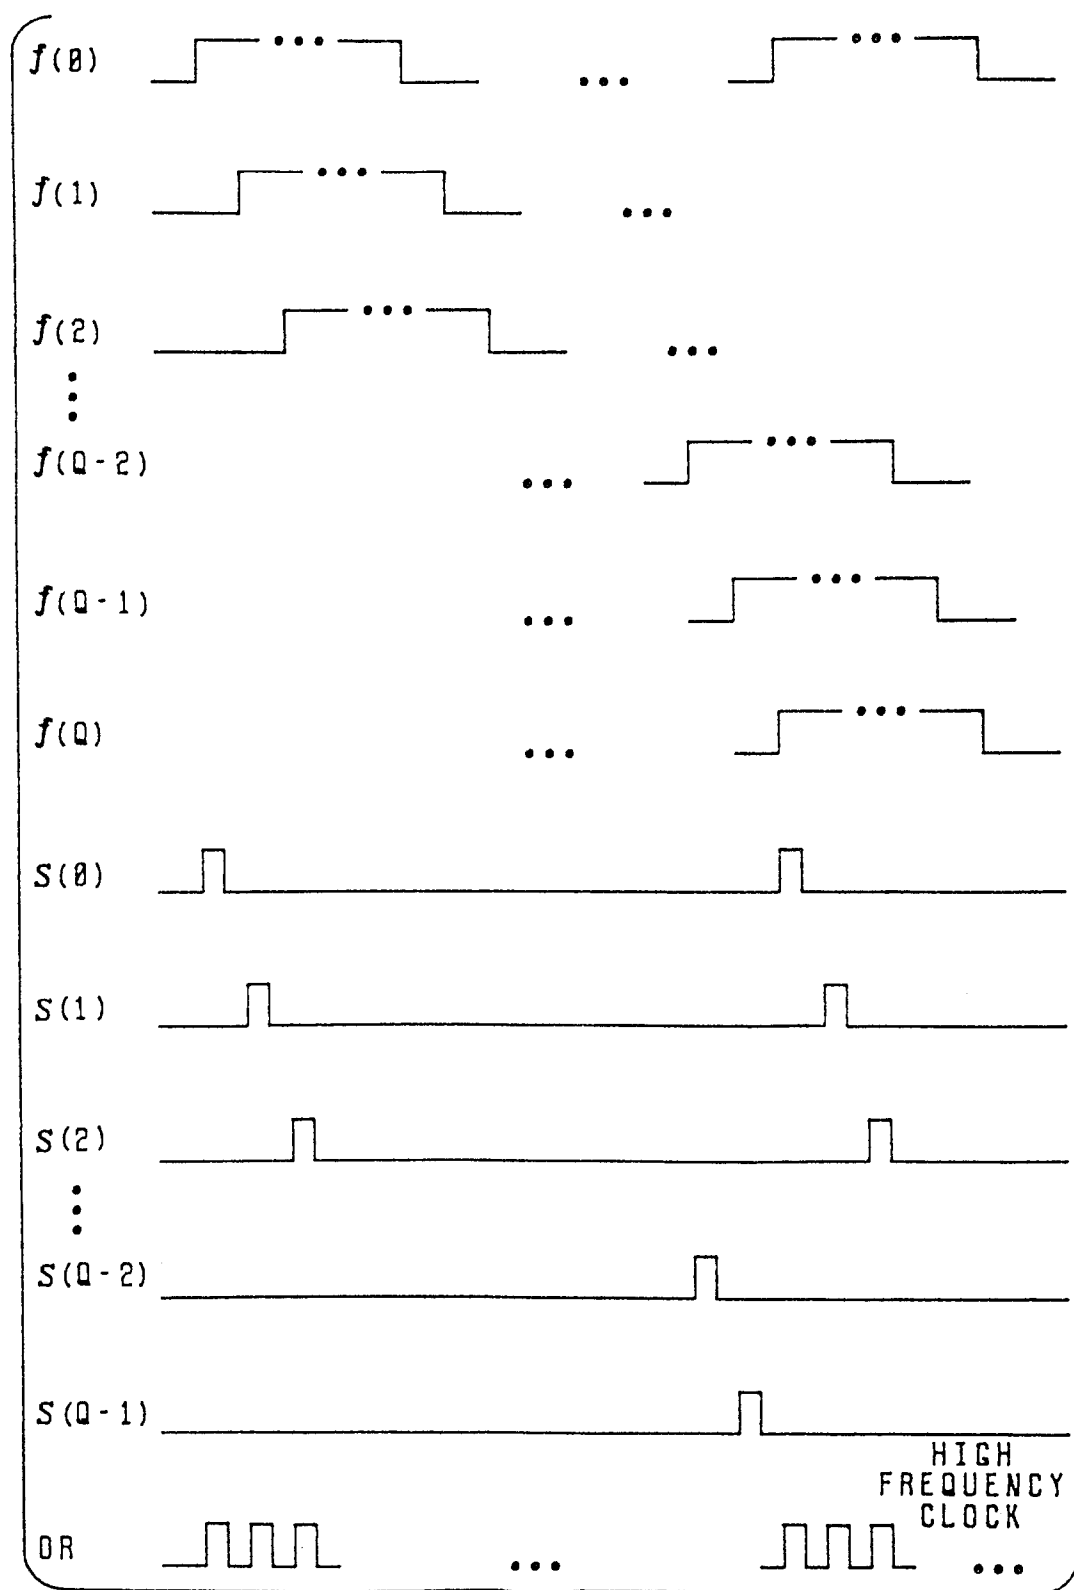 f(0)
f(1)
f(2)
f(Q-2)
f(Q-1)
f(Q)
S(0)
S(1)
S(2)
S(Q-2)
S(Q-1)
HIGH
FREQUENCY
CLOCK
OR